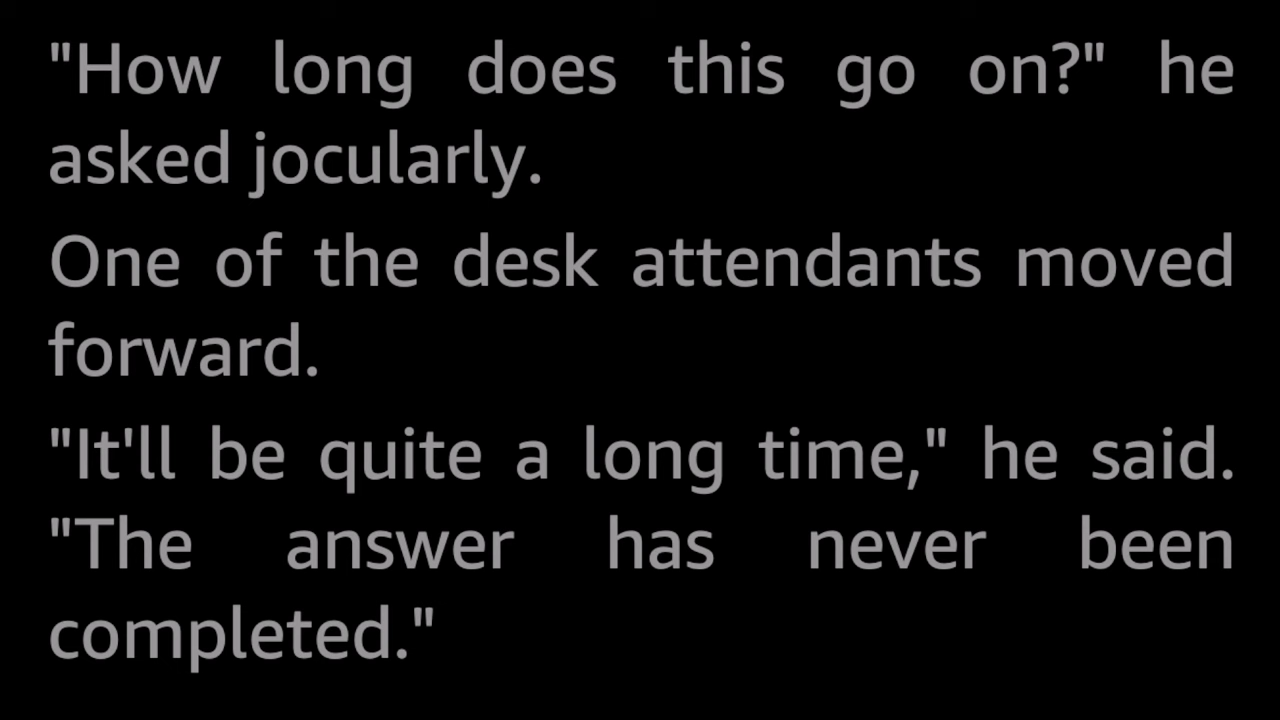 "How long does this go on?" he
asked jocularly.
One of the desk attendants moved
forward.
"It'll be quite a long time," he said.
"The answer has never been
completed."